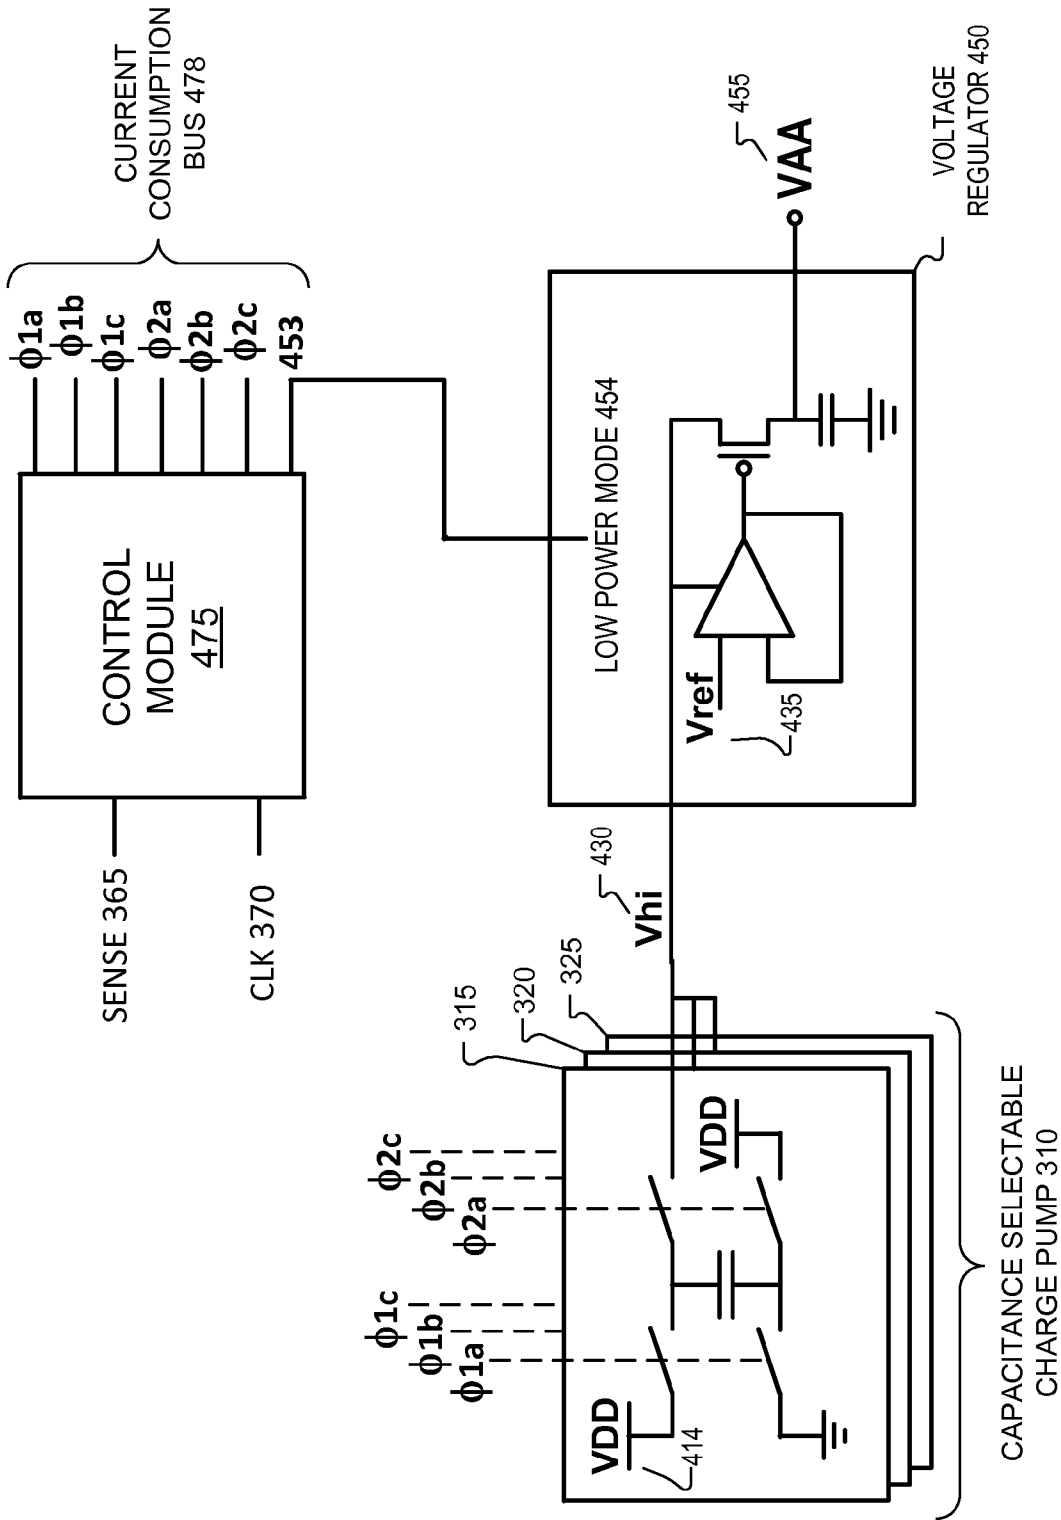 SENSE 365
CLK 370
CONTROL
MODULE
475
ϕ1a
ϕ1b
ϕ1c
ϕ2a
ϕ2b
ϕ2c
453
CURRENT
CONSUMPTION
BUS 478
VDD
414
ϕ1a
ϕ1b
ϕ1c
ϕ2a
ϕ2b
ϕ2c
VDD
315
320
325
CAPACITANCE SELECTABLE
CHARGE PUMP 310
Vhi
430
LOW POWER MODE 454
Vref
435
VAA
455
VOLTAGE
REGULATOR 450